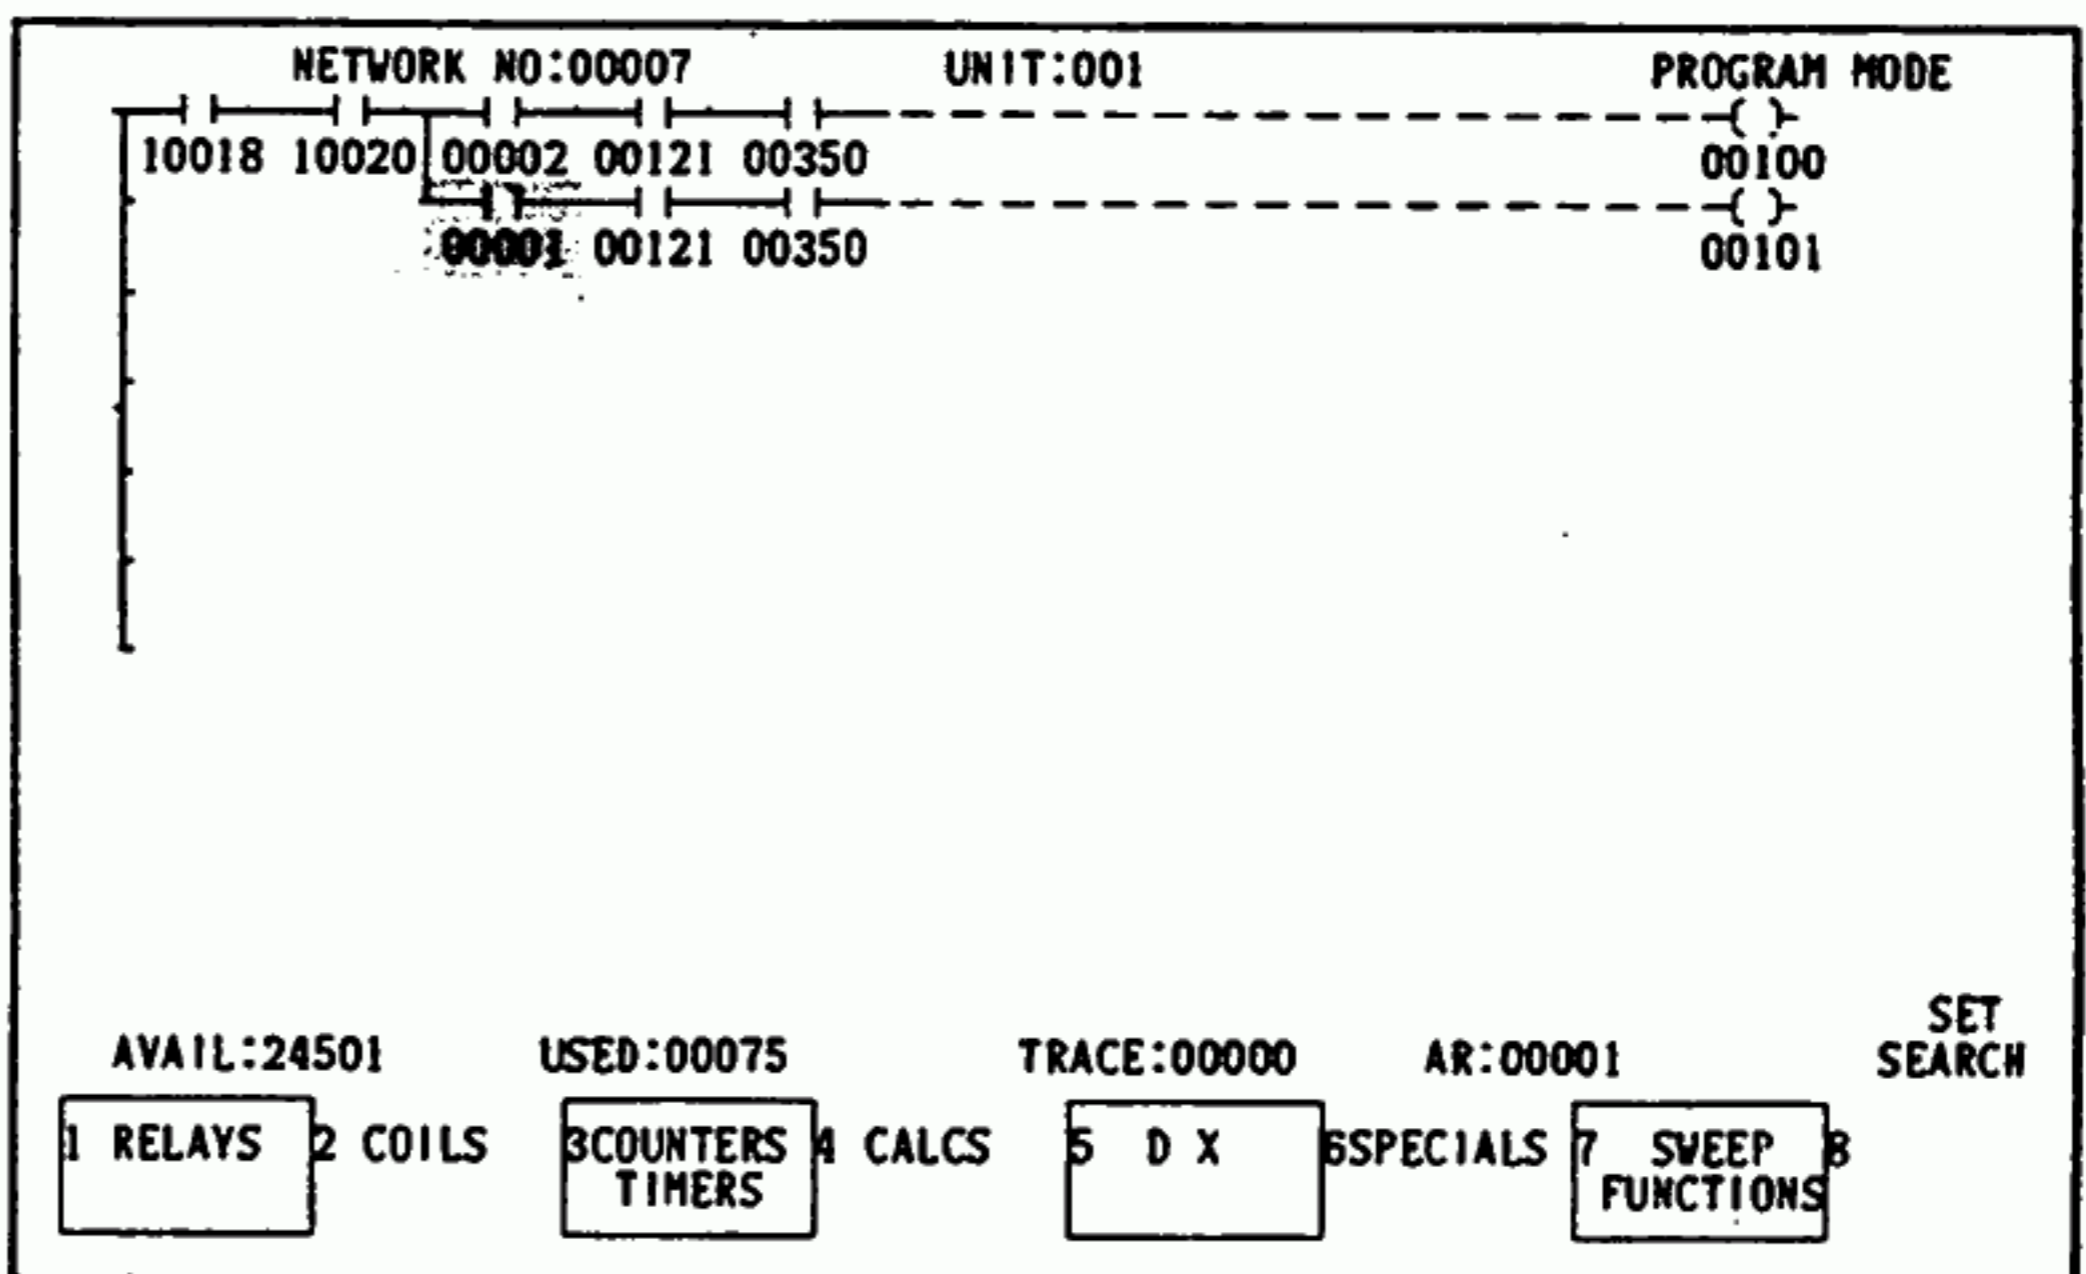 NETWORK NO:00007 UNIT:001 PROGRAM MODE
10018 10020 00002 00121 00350 00100
00001 00121 00350 00101
SET
AVAIL:24501 USED:00075 TRACE:00000 AR:00001 SEARCH
1 RELAYS 2 COILS 3COUNTERS 4 CALCS 5 D X 6SPECIALS 7 SWEEP 8
TIMERS FUNCTIONS